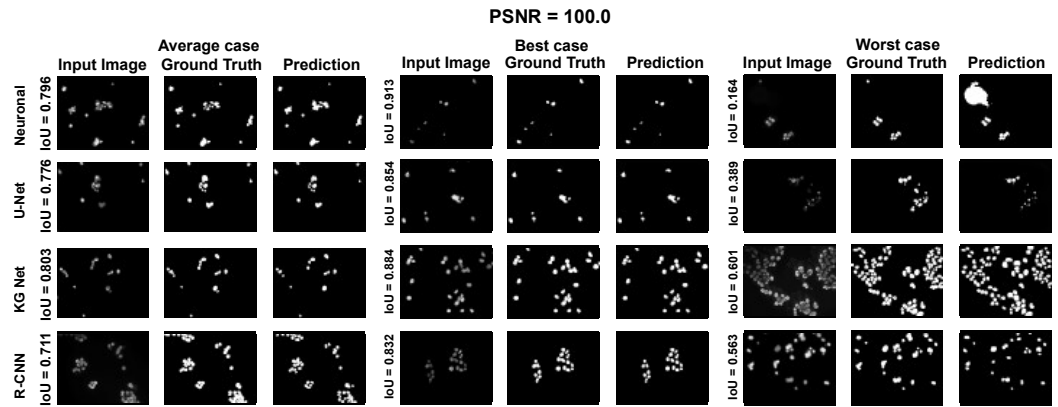 PSNR = 100.0
Average case
Best case
Worst case
Input Image Ground Truth Prediction
Input Image Ground Truth Prediction
Input Image Ground Truth Prediction
Neuronal
IoU = 0.796
IoU = 0.913
IoU = 0.164
U-Net
IoU = 0.776
IoU = 0.854
IoU = 0.389
KG Net
IoU = 0.803
IoU = 0.884
IoU = 0.601
R-CNN
IoU = 0.711
IoU = 0.832
IoU = 0.563